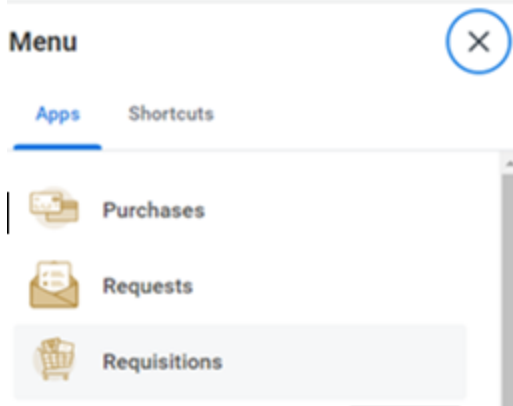 Menu
Apps Shortcuts
Purchases
Requests
Requisitions